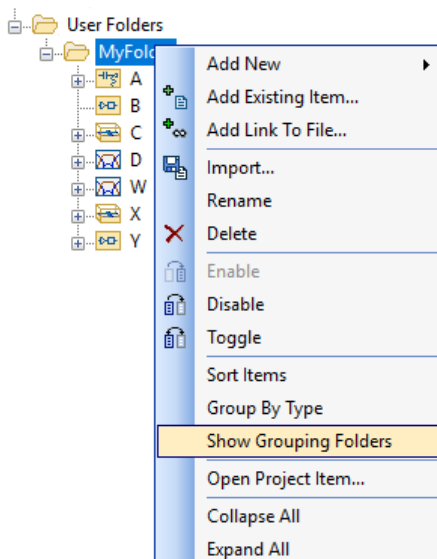 User Folders
MyFol
A
B
C
D
W
X
Y
Add New
Add Existing Item...
Add Link To File...
Import...
Rename
Delete
Enable
Disable
Toggle
Sort Items
Group By Type
Show Grouping Folders
Open Project Item...
Collapse All
Expand All